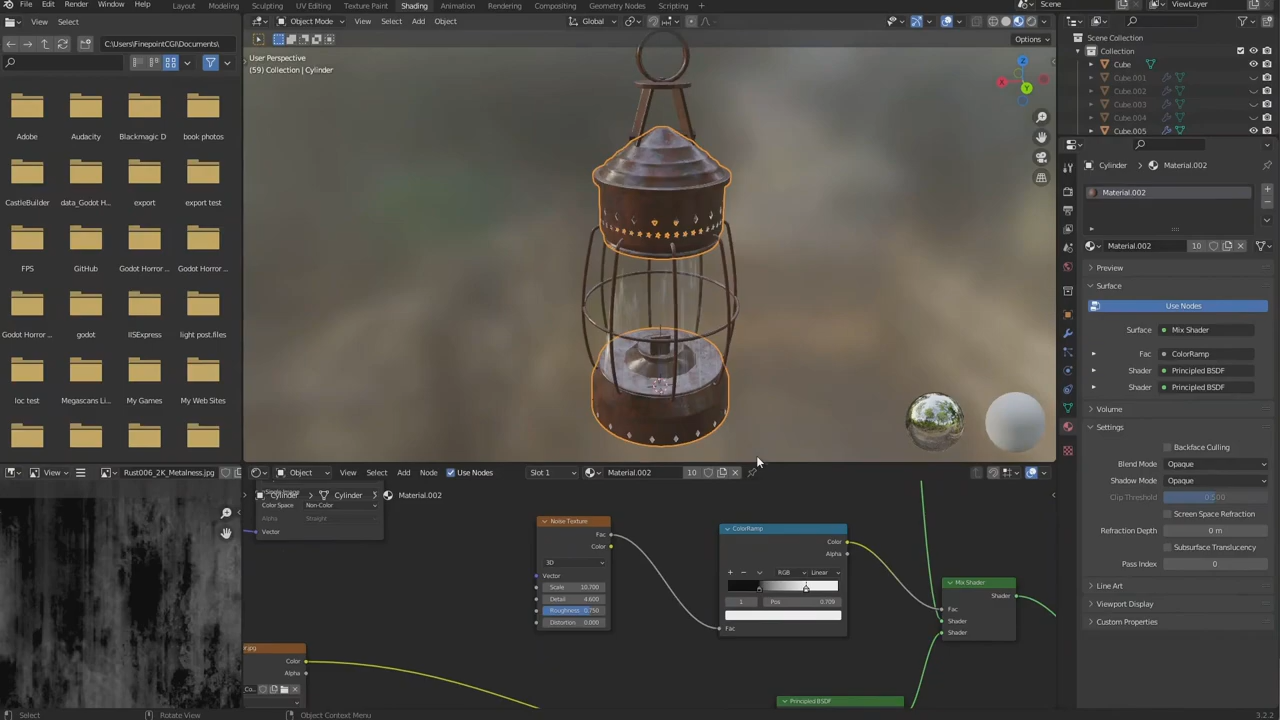 File Edit Render Window Help Layout Modeling Sculpting UV Editing Texture Paint Shading Animation Rendering Compositing Geometry Nodes Scripting Scene ViewLayer
View Select
Object Mode View Select Add Object Global
Options
C:\Users\FinepointCGI\Documents\
Adobe Audacity Blackmagic D book photos
CastleBuilder data_Godot H export export test
FPS GitHub Godot Horror ... Godot Horror ...
Godot Horror ... godot IISExpress light post.files
loc test Megascans Li... My Games My Web Sites
User Perspective
(59) Collection | Cylinder
X
Y
Z
Scene Collection
Collection
Cube
Cube.001
Cube.002
Cube.003
Cube.004
Cube.005
Cylinder Material.002
Material.002
Material.002 10
Preview
Surface
Use Nodes
Surface Mix Shader
Fac ColorRamp
Shader Principled BSDF
Shader Principled BSDF
Volume
Settings
Backface Culling
Blend Mode Opaque
Shadow Mode Opaque
Clip Threshold 0.500
Screen Space Refraction
Refraction Depth 0 m
Subsurface Translucency
Pass Index 0
Line Art
Viewport Display
Custom Properties
View Rust006_2K_Metalness.jpg
Object View Select Add Node Use Nodes Slot 1 Material.002 10
Cylinder Cylinder Material.002
Color Space Non-Color
Alpha Straight
Vector
Noise Texture
Fac
Color
3D
Vector
Scale 10.700
Detail 4.600
Roughness 0.750
Distortion 0.000
ColorRamp
Color
Alpha
RGB Linear
1 Pos 0.709
Fac
Mix Shader
Shader
Fac
Shader
Shader
Color
Alpha
Principled BSDF
Select Rotate View Object Context Menu 3.2.2